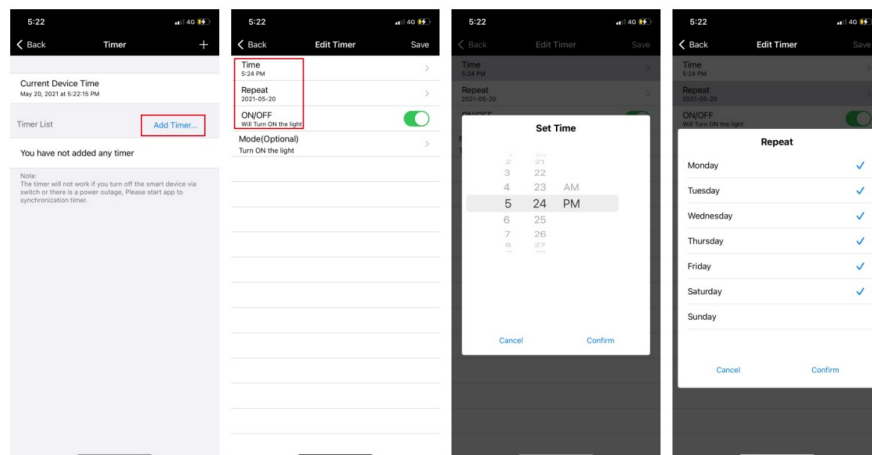 5:22
4G
Back
Timer
+
Current Device Time
May 20, 2021 at 5:22:15 PM
Timer List
Add Timer...
You have not added any timer
Note:
The timer will not work if you turn off the smart device via
switch or there is a power outage, Please start app to
synchronization timer.
5:22
4G
Back
Edit Timer
Save
Time
5:24 PM
Repeat
2021-05-20
ON/OFF
Will Turn ON the light
Mode(Optional)
Turn ON the light
5:22
4G
Back
Edit Timer
Save
Time
5:24 PM
Repeat
2021-05-20
ON/OFF
Set Time
2 21
3 22
4 23 AM
5 24 PM
6 25
7 26
8 27
Cancel
Confirm
5:22
4G
Back
Edit Timer
Save
Time
5:24 PM
Repeat
2021-05-20
ON/OFF
Will Turn ON the light
Repeat
Monday
Tuesday
Wednesday
Thursday
Friday
Saturday
Sunday
Cancel
Confirm